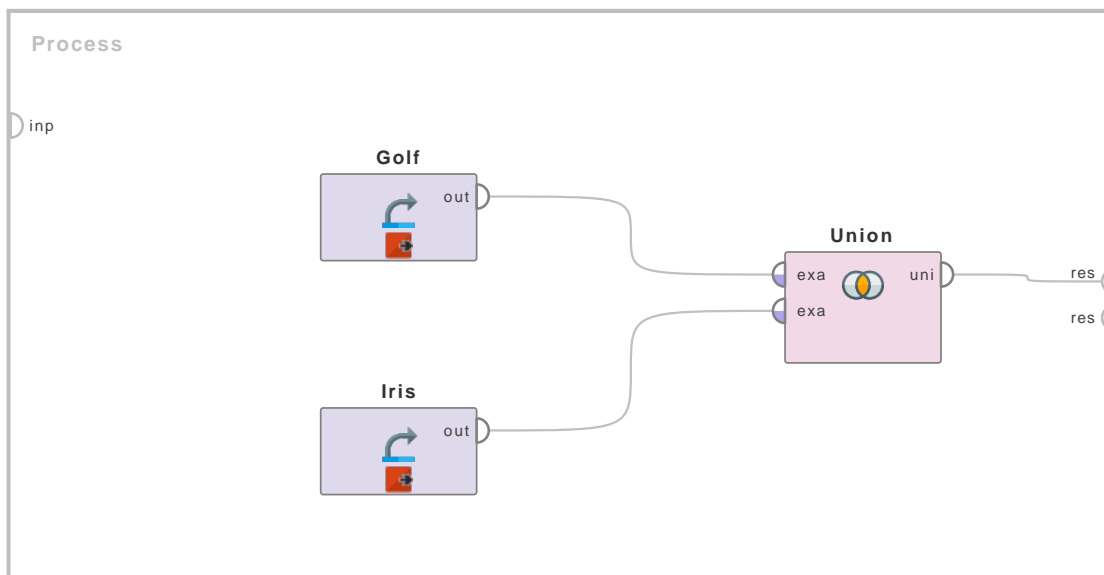 Process
inp
Golf
out
Union
exa
uni
exa
res
res
Iris
out